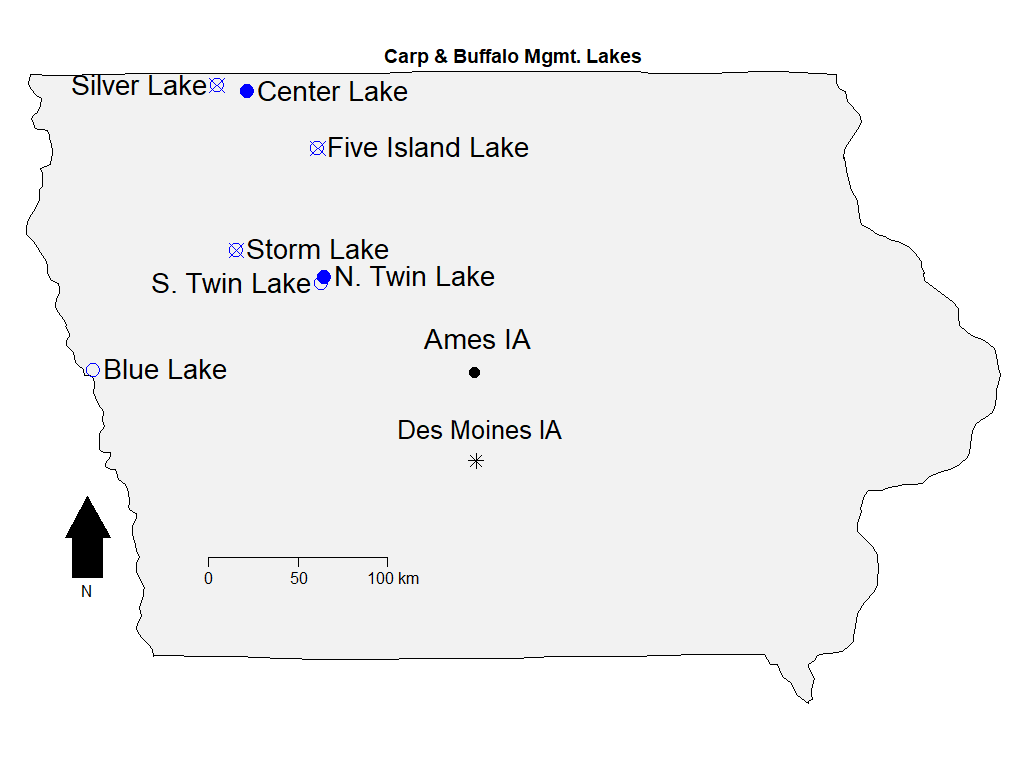 Carp & Buffalo Mgmt. Lakes
Silver Lake
Center Lake
Five Island Lake
Storm Lake
N. Twin Lake
S. Twin Lake
Ames IA
Blue Lake
Des Moines IA
0 50 100 km
N